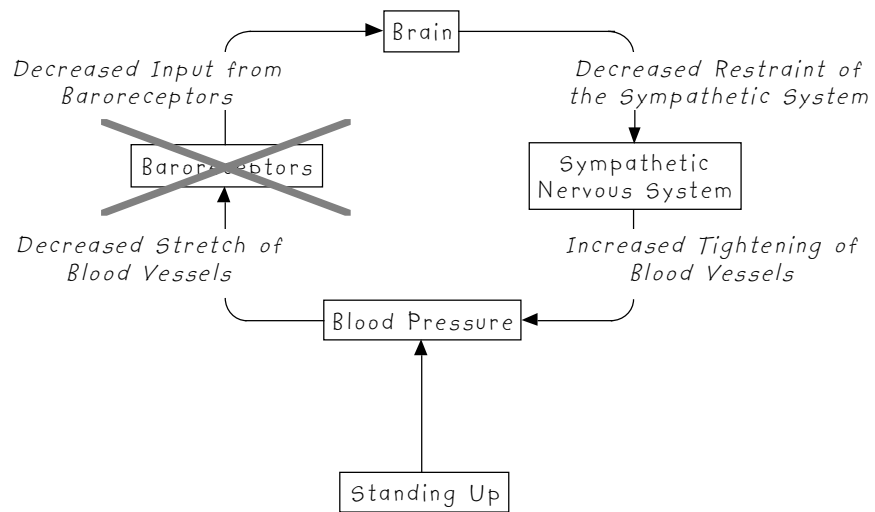 Brain
Decreased Input from
Baroreceptors
Decreased Restraint of
the Sympathetic System
Baroreceptors
Sympathetic
Nervous System
Decreased Stretch of
Blood Vessels
Increased Tightening of
Blood Vessels
Blood Pressure
Standing Up